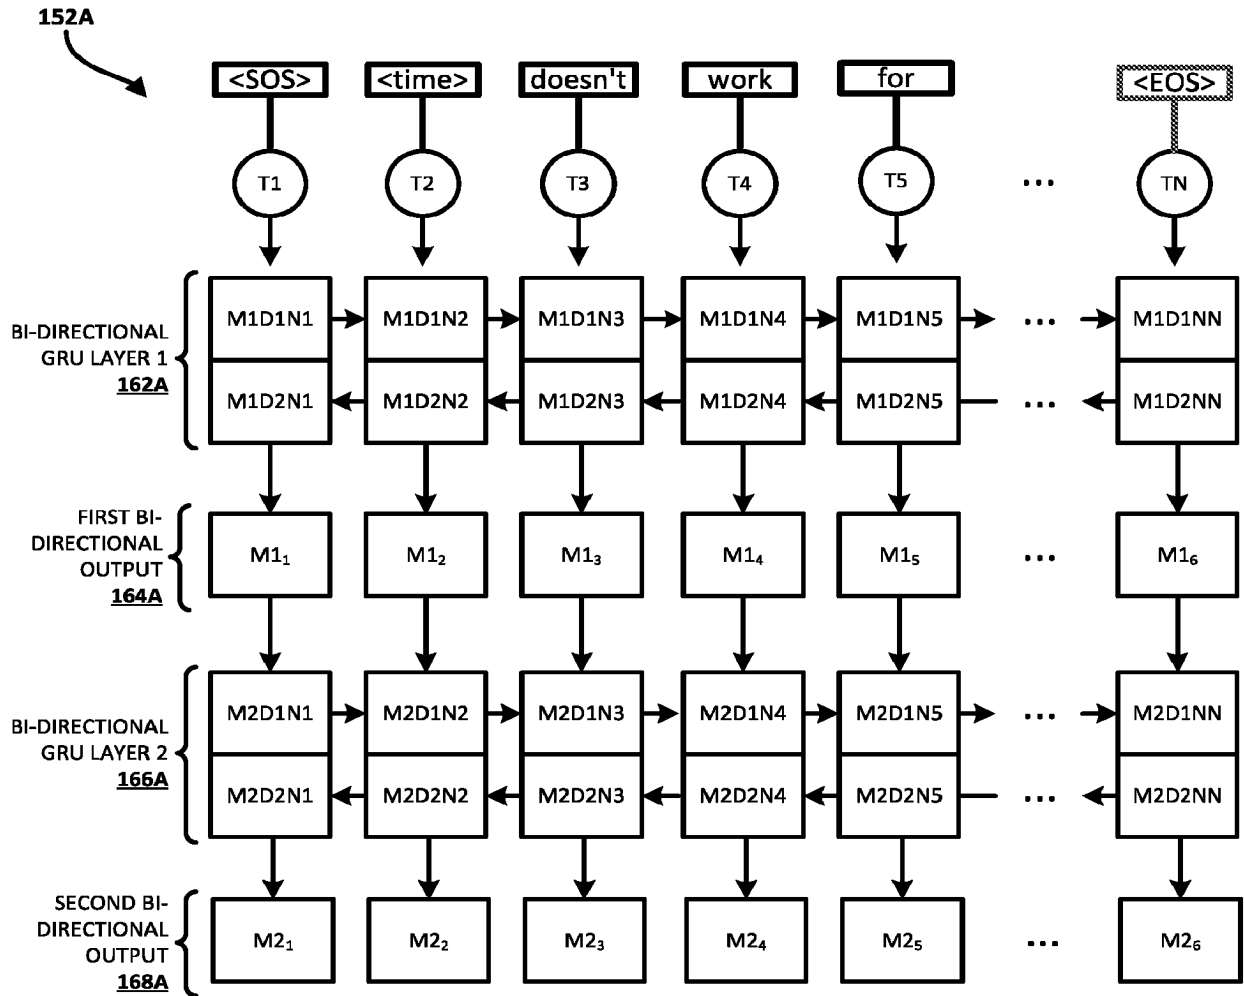 152A
<SOS> <time> doesn't work for <EOS>
T1 T2 T3 T4 T5 ... TN
BI-DIRECTIONAL
GRU LAYER 1
162A
M1D1N1 M1D1N2 M1D1N3 M1D1N4 M1D1N5 ... M1D1NN
M1D2N1 M1D2N2 M1D2N3 M1D2N4 M1D2N5 ... M1D2NN
FIRST BI-
DIRECTIONAL
OUTPUT
164A
M1₁ M1₂ M1₃ M1₄ M1₅ ... M1₆
BI-DIRECTIONAL
GRU LAYER 2
166A
M2D1N1 M2D1N2 M2D1N3 M2D1N4 M2D1N5 ... M2D1NN
M2D2N1 M2D2N2 M2D2N3 M2D2N4 M2D2N5 ... M2D2NN
SECOND BI-
DIRECTIONAL
OUTPUT
168A
M2₁ M2₂ M2₃ M2₄ M2₅ ... M2₆